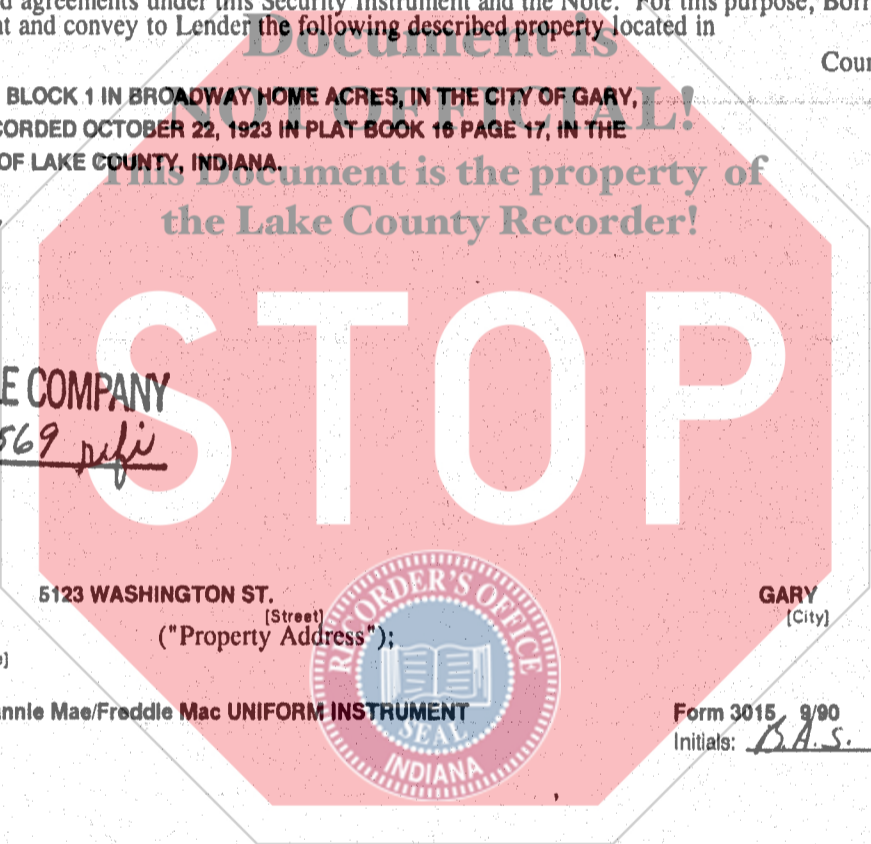 d agreements under this Security Instrument and the Note. For this purpose, Borr
nt and convey to Lender the following described property located in
Document is
Coun
BLOCK 1 IN BROADWAY HOME ACRES, IN THE CITY OF GARY,
NOT OFFICIAL!
CORDED OCTOBER 22, 1923 IN PLAT BOOK 16 PAGE 17, IN THE
OF LAKE COUNTY, INDIANA.
This Document is the property of
the Lake County Recorder!
STOP
E COMPANY
569 refi
5123 WASHINGTON ST.
GARY
[Street]
[City]
("Property Address");
RECORDER'S OFFICE
SEAL
INDIANA
nnie Mae/Freddie Mac UNIFORM INSTRUMENT
Form 3015 9/90
Initials: B.A.S.